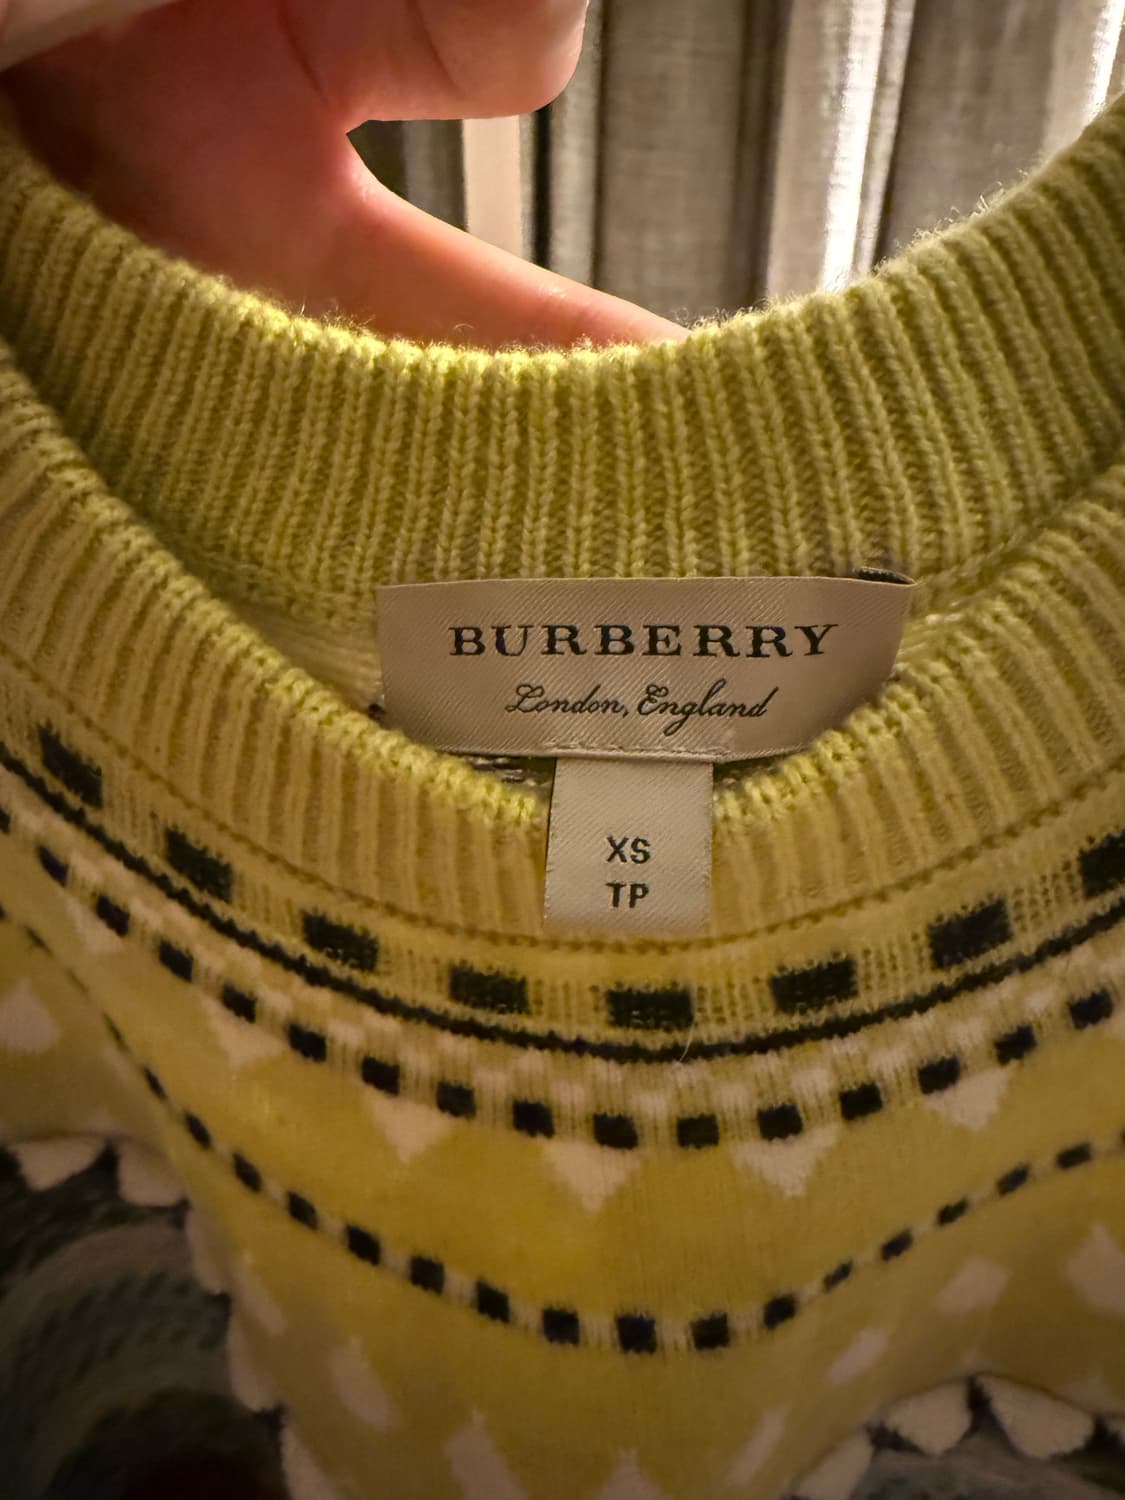 BURBERRY
London, England
XS
TP